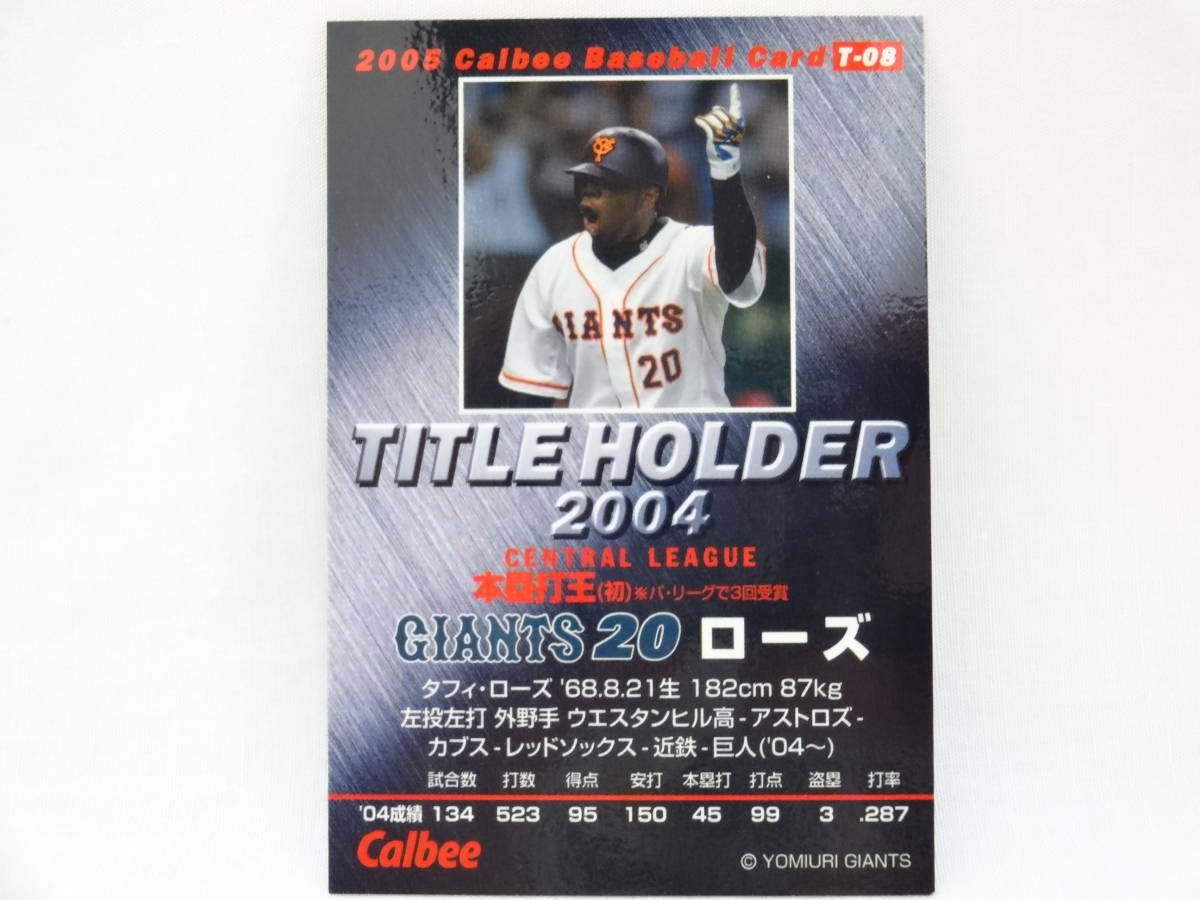 2005 Calbee Baseball Card T-08
YG
GIANTS
20
TITLE HOLDER
2004
CENTRAL LEAGUE
本塁打王(初)※パ・リーグで3回受賞
GIANTS 20 ローズ
タフィ・ローズ '68.8.21生 182cm 87kg
左投左打 外野手 ウエスタンヒル高-アストロズ-
カブス-レッドソックス-近鉄-巨人('04~)
試合数 打数 得点 安打 本塁打 打点 盗塁 打率
'04成績 134 523 95 150 45 99 3 .287
Calbee
© YOMIURI GIANTS